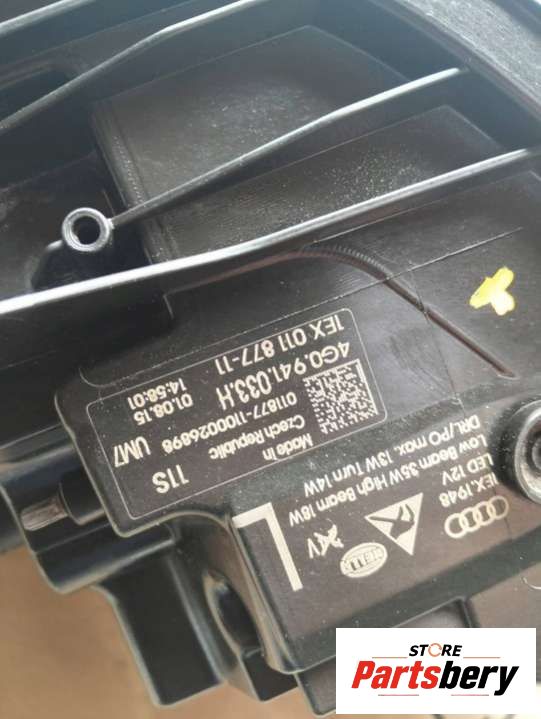 1EX 011 877-11
4G0.941.033.H
01.08.15
14:58:01
011877-1100026898 UM7
Made in
Czech Republic
11S
1EX.1948
LED 12V
Low Beam 35W High Beam 18W
DRL/PO max. 13W Turn 14W
HELLA
L
STORE
Partsbery